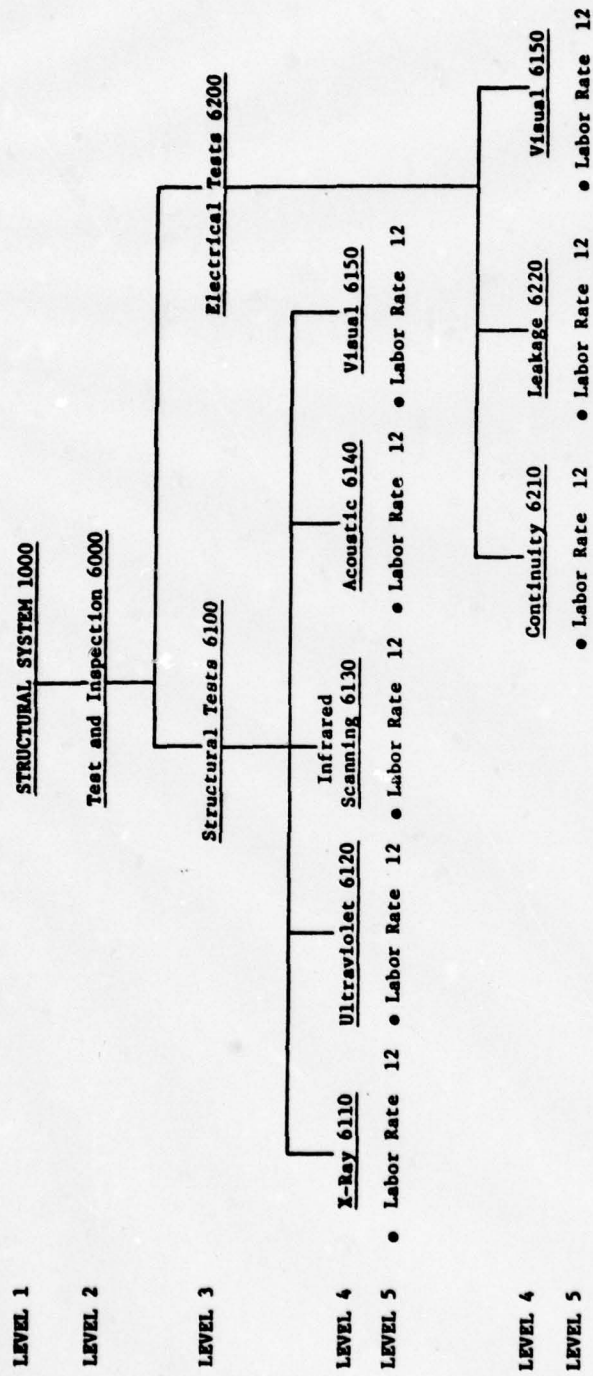 LEVEL 1
STRUCTURAL SYSTEM 1000
LEVEL 2
Test and Inspection 6000
LEVEL 3
Structural Tests 6100
Electrical Tests 6200
LEVEL 4
X-Ray 6110
Ultraviolet 6120
Infrared
Scanning 6130
Acoustic 6140
Visual 6150
LEVEL 5
● Labor Rate 12
● Labor Rate 12
● Labor Rate 12
● Labor Rate 12
● Labor Rate 12
LEVEL 4
Continuity 6210
Leakage 6220
Visual 6150
LEVEL 5
● Labor Rate 12
● Labor Rate 12
● Labor Rate 12